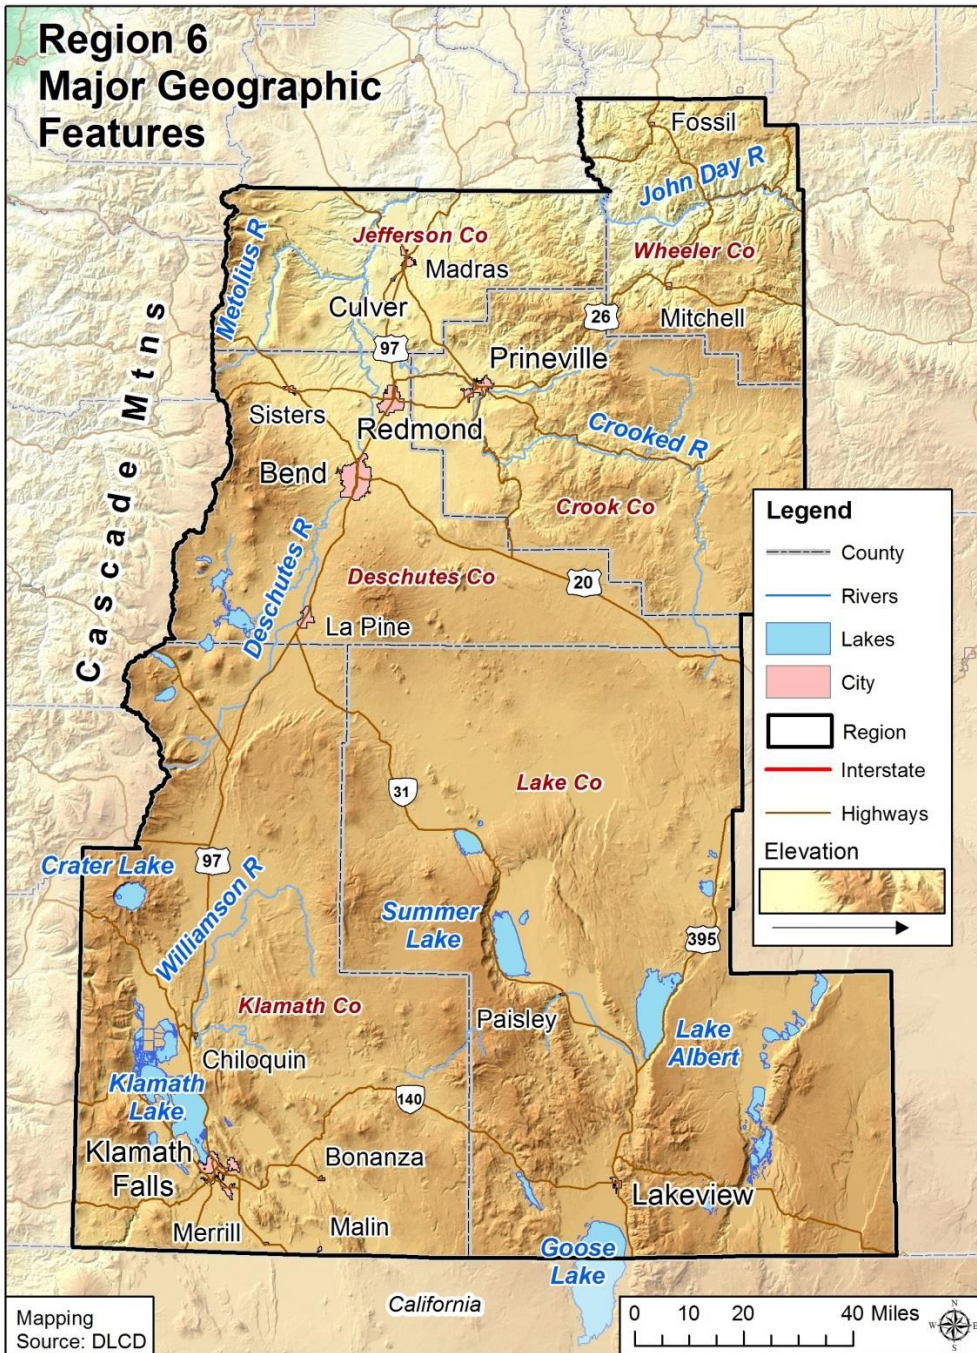 Region 6
Major Geographic
Features
Fossil
John Day R
Metolius R
Jefferson Co
Wheeler Co
Madras
Culver
26
Mitchell
97
Prineville
Sisters
Redmond
Crooked R
Bend
Crook Co
Cascade Mtns
Deschutes R
Deschutes Co
20
La Pine
Legend
County
Rivers
Lakes
City
Region
Interstate
Highways
Elevation
Lake Co
31
Crater Lake
97
Williamson R
Summer
Lake
395
Klamath Co
Paisley
Lake
Albert
Chiloquin
Klamath
Lake
140
Klamath
Falls
Bonanza
Lakeview
Merrill
Malin
Goose
Lake
California
Mapping
Source: DLCD
0 10 20 40 Miles
N
W E
S